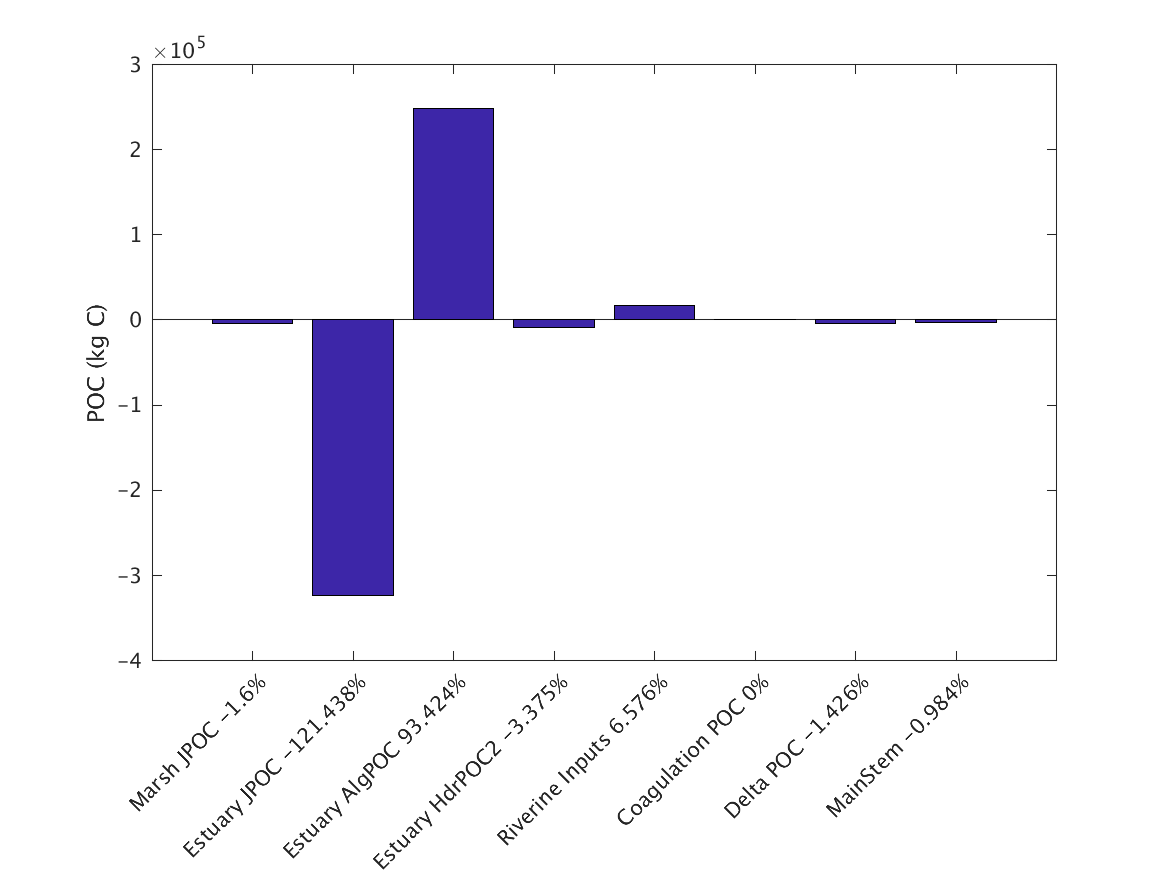 ×10⁵
3
2
1
0
−1
−2
−3
−4
POC (kg C)
Marsh JPOC −1.6%
Estuary JPOC −121.438%
Estuary AlgPOC 93.424%
Estuary HdrPOC2 −3.375%
Riverine Inputs 6.576%
Coagulation POC 0%
Delta POC −1.426%
MainStem −0.984%